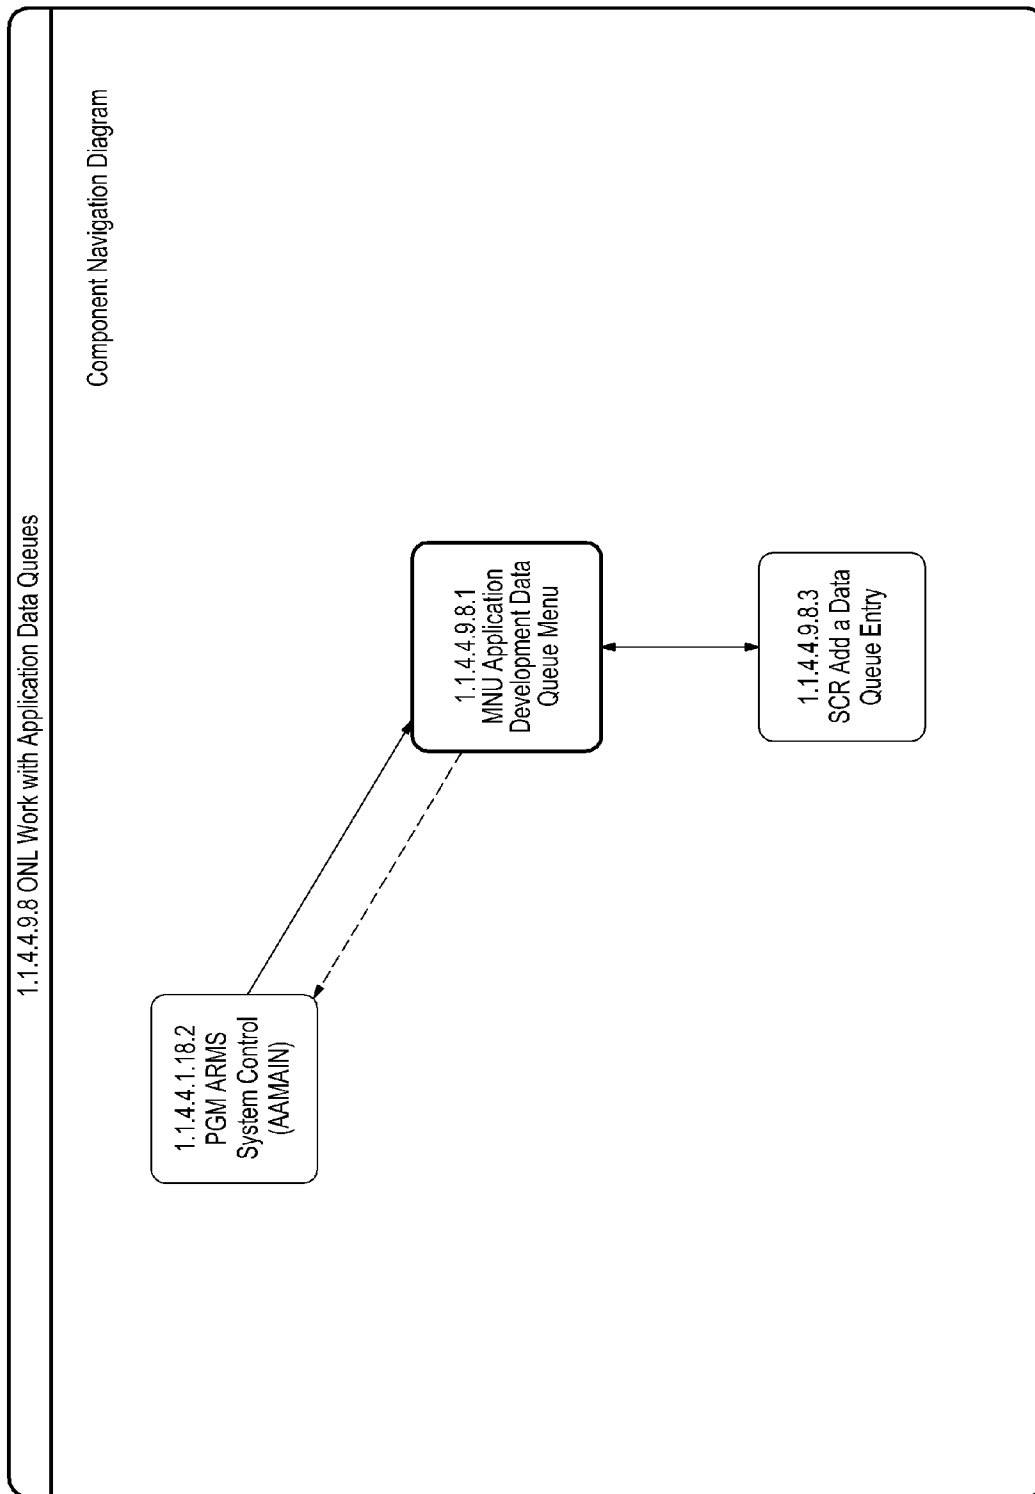 1.1.4.4.9.8 ONL Work with Application Data Queues
Component Navigation Diagram
1.1.4.4.1.18.2
PGM ARMS
System Control
(AAMAIN)
1.1.4.4.9.8.1
MNU Application
Development Data
Queue Menu
1.1.4.4.9.8.3
SCR Add a Data
Queue Entry